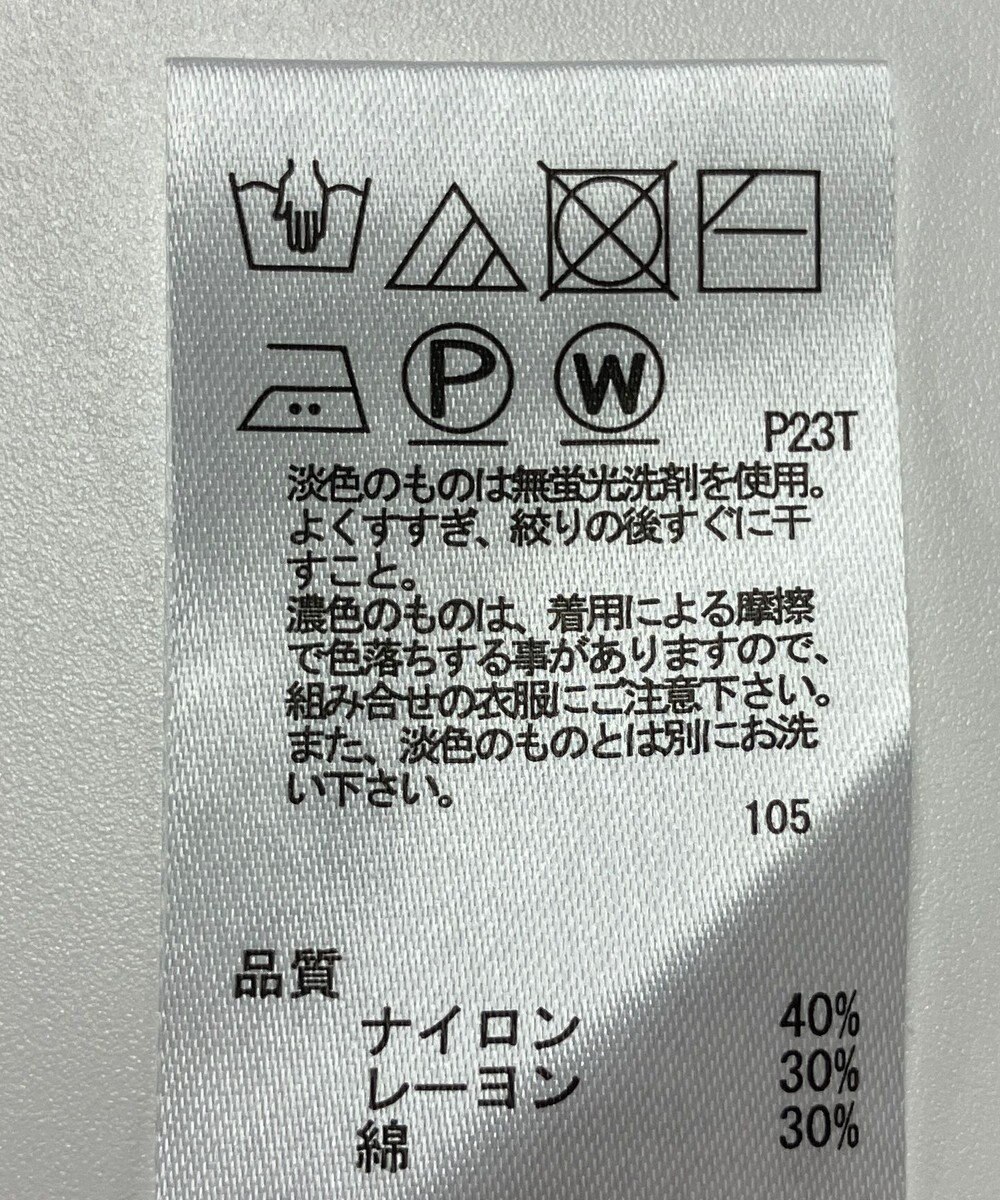 P W
P23T
淡色のものは無蛍光洗剤を使用。
よくすすぎ、絞りの後すぐに干
すこと。
濃色のものは、着用による摩擦
で色落ちする事がありますので、
組み合せの衣服にご注意下さい。
また、淡色のものとは別にお洗
い下さい。
105
品質
ナイロン 40%
レーヨン 30%
綿 30%